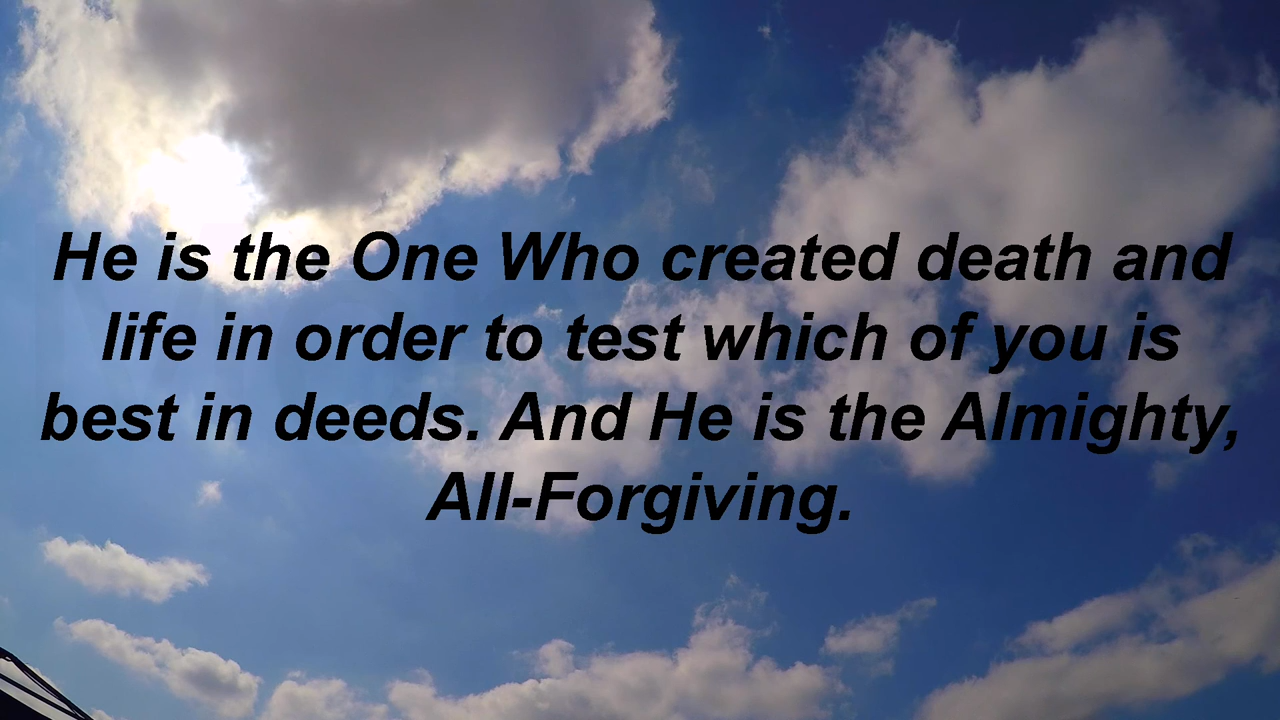 He is the One Who created death and
life in order to test which of you is
best in deeds. And He is the Almighty,
All-Forgiving.